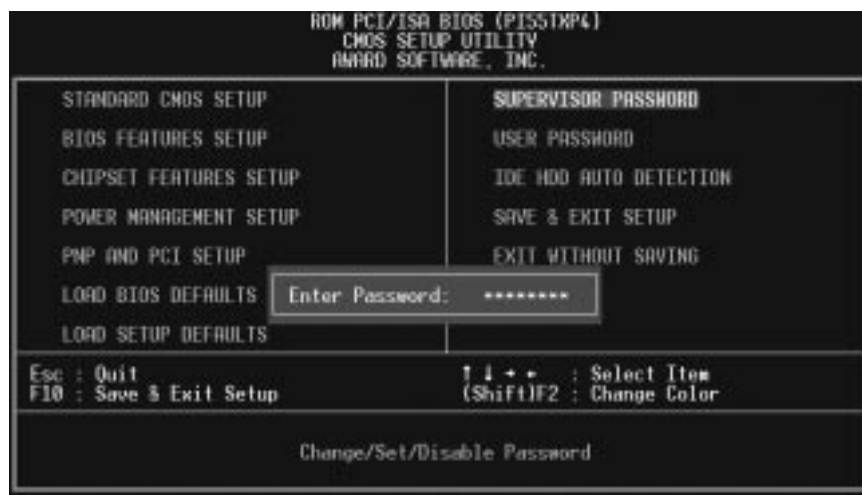 ROM PCI/ISA BIOS (PI55TXP4)
CMOS SETUP UTILITY
AWARD SOFTWARE, INC.
STANDARD CMOS SETUP
BIOS FEATURES SETUP
CHIPSET FEATURES SETUP
POWER MANAGEMENT SETUP
PNP AND PCI SETUP
LOAD BIOS DEFAULTS
LOAD SETUP DEFAULTS
SUPERVISOR PASSWORD
USER PASSWORD
IDE HDD AUTO DETECTION
SAVE & EXIT SETUP
EXIT WITHOUT SAVING
Enter Password: ********
Esc : Quit
F10 : Save & Exit Setup
↑ ↓ → ← : Select Item
(Shift)F2 : Change Color
Change/Set/Disable Password